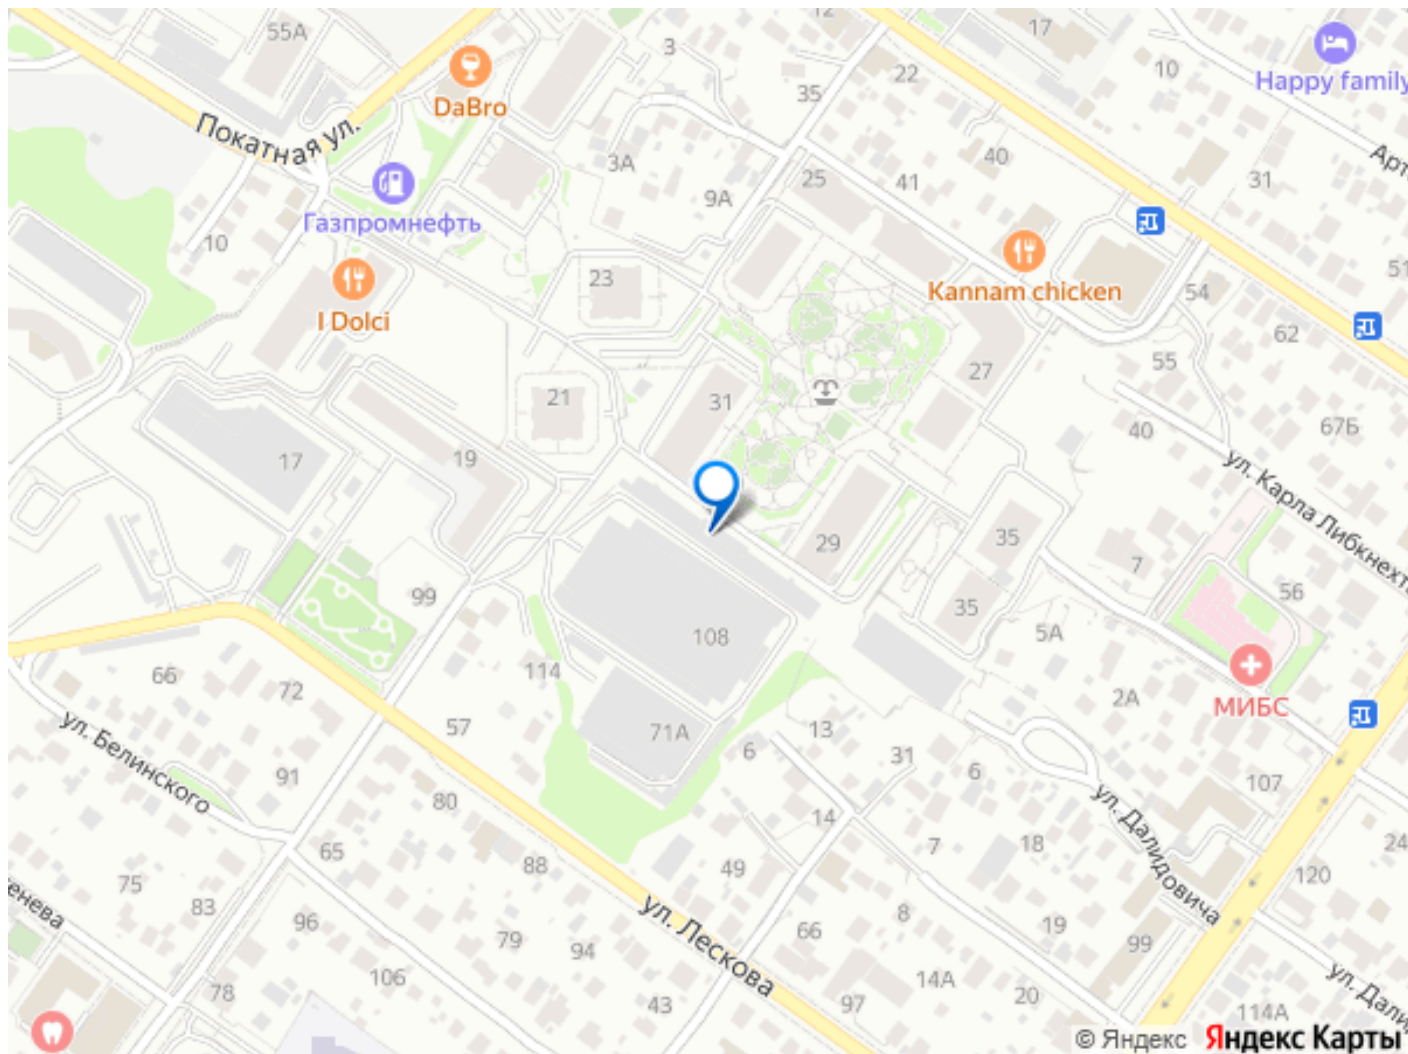 55А
12
17
3
10
Happy family
22
DaBro
35
Покатная ул.
3А
40
Арт
25
41
31
9А
Газпромнефть
10
23
Kannam chicken
51
54
I Dolci
62
55
27
21
31
67Б
40
19
17
ул. Карла Либкнехта
35
29
7
99
56
35
5А
108
114
66
72
2А
МИБС
ул. Белинского
57
71А
13
6
31
6
91
107
80
14
ул. Далидовича
18
7
24
65
88
49
120
75
енева
83
8
ул. Лескова
96
79
94
66
19
99
106
14А
20
ул. Дали
78
43
97
114А
© Яндекс Яндекс Карты